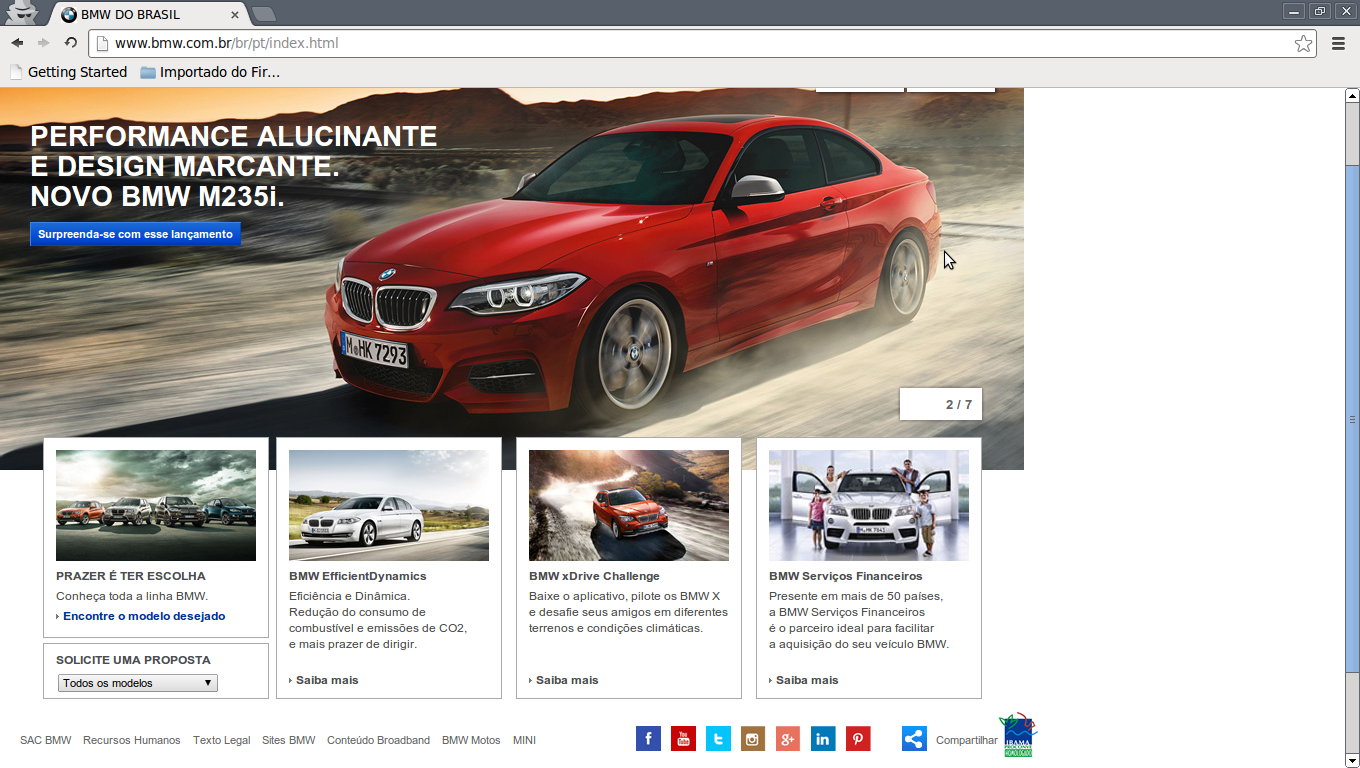 BMW DO BRASIL
www.bmw.com.br/br/pt/index.html
Getting Started
Importado do Fir...
PERFORMANCE ALUCINANTE
E DESIGN MARCANTE.
NOVO BMW M235i.
Surpreenda-se com esse lançamento
M HK 7293
2 / 7
PRAZER É TER ESCOLHA
Conheça toda a linha BMW.
Encontre o modelo desejado
SOLICITE UMA PROPOSTA
Todos os modelos
BMW EfficientDynamics
Eficiência e Dinâmica.
Redução do consumo de
combustível e emissões de CO2,
e mais prazer de dirigir.
Saiba mais
BMW xDrive Challenge
Baixe o aplicativo, pilote os BMW X
e desafie seus amigos em diferentes
terrenos e condições climáticas.
Saiba mais
M HK 7041
BMW Serviços Financeiros
Presente em mais de 50 países,
a BMW Serviços Financeiros
é o parceiro ideal para facilitar
a aquisição do seu veículo BMW.
Saiba mais
SAC BMW
Recursos Humanos
Texto Legal
Sites BMW
Conteúdo Broadband
BMW Motos
MINI
You Tube
Compartilhar
IBAMA
PROCONVE
HOMOLOGADO